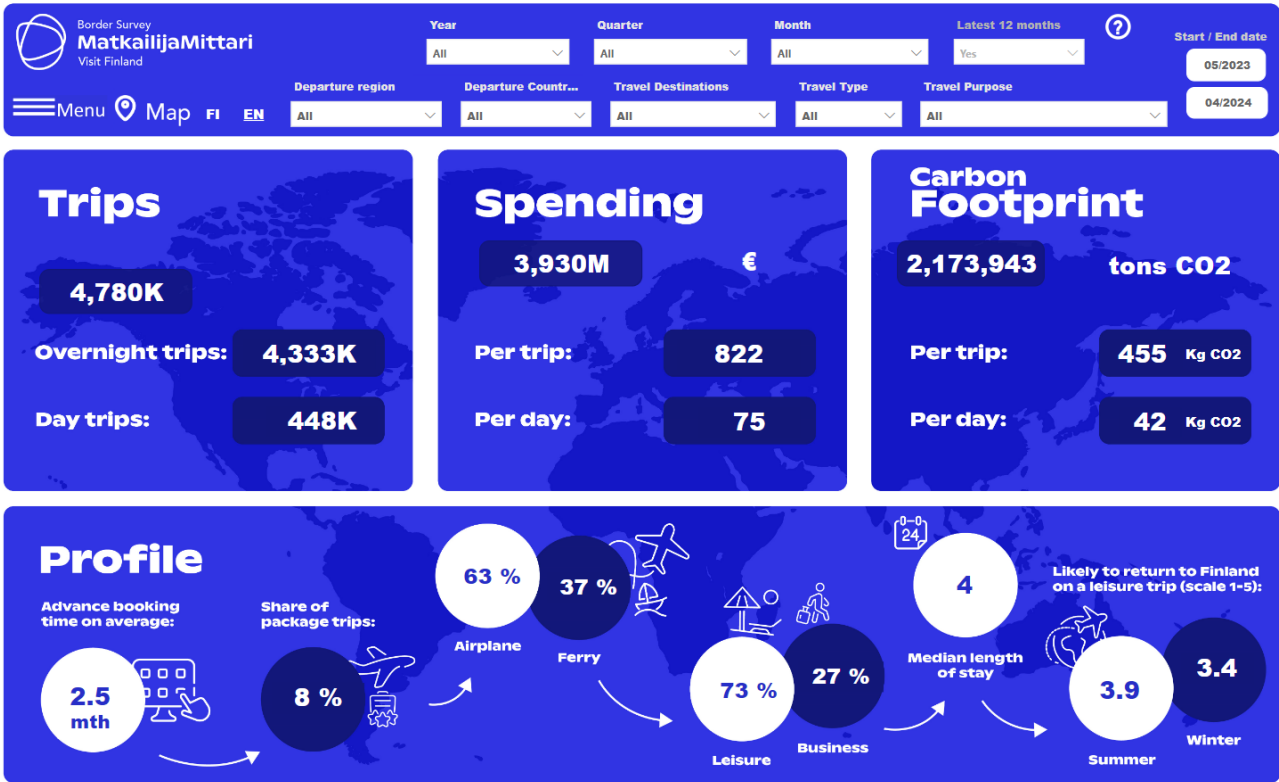 Border Survey
MatkailijaMittari
Visit Finland
Year
All
Quarter
All
Month
All
Latest 12 months
Yes
?
Start / End date
05/2023
04/2024
Menu
Map
FI
EN
Departure region
All
Departure Countr...
All
Travel Destinations
All
Travel Type
All
Travel Purpose
All
Trips
4,780K
Overnight trips: 4,333K
Day trips: 448K
Spending
3,930M €
Per trip: 822
Per day: 75
Carbon
Footprint
2,173,943 tons CO2
Per trip: 455 Kg CO2
Per day: 42 Kg CO2
Profile
Advance booking
time on average:
2.5
mth
Share of
package trips:
8 %
63 %
Airplane
37 %
Ferry
73 %
Leisure
27 %
Business
24
4
Median length
of stay
Likely to return to Finland
on a leisure trip (scale 1-5):
3.9
Summer
3.4
Winter